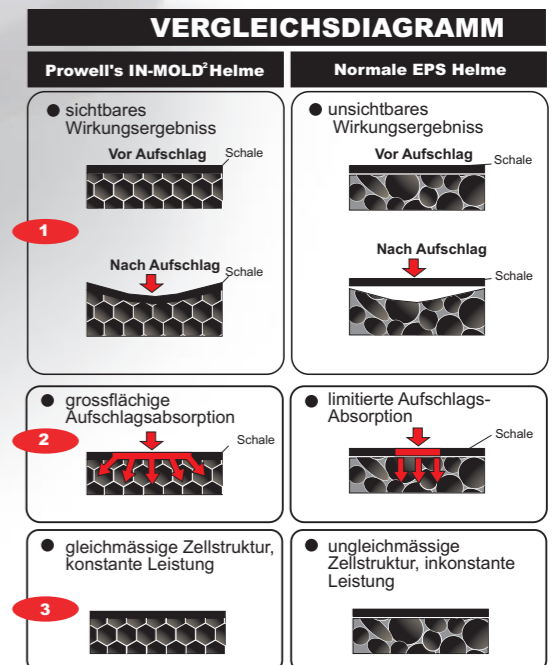 VERGLEICHSDIAGRAMM
Prowell's IN-MOLD² Helme
Normale EPS Helme
1
● sichtbares
Wirkungsergebniss
Vor Aufschlag
Schale
Nach Aufschlag
Schale
● unsichtbares
Wirkungsergebniss
Vor Aufschlag
Schale
Nach Aufschlag
Schale
2
● grossflächige
Aufschlagsabsorption
Schale
● limitierte Aufschlags-
Absorption
Schale
3
● gleichmässige Zellstruktur,
konstante Leistung
● ungleichmässige
Zellstruktur, inkonstante
Leistung